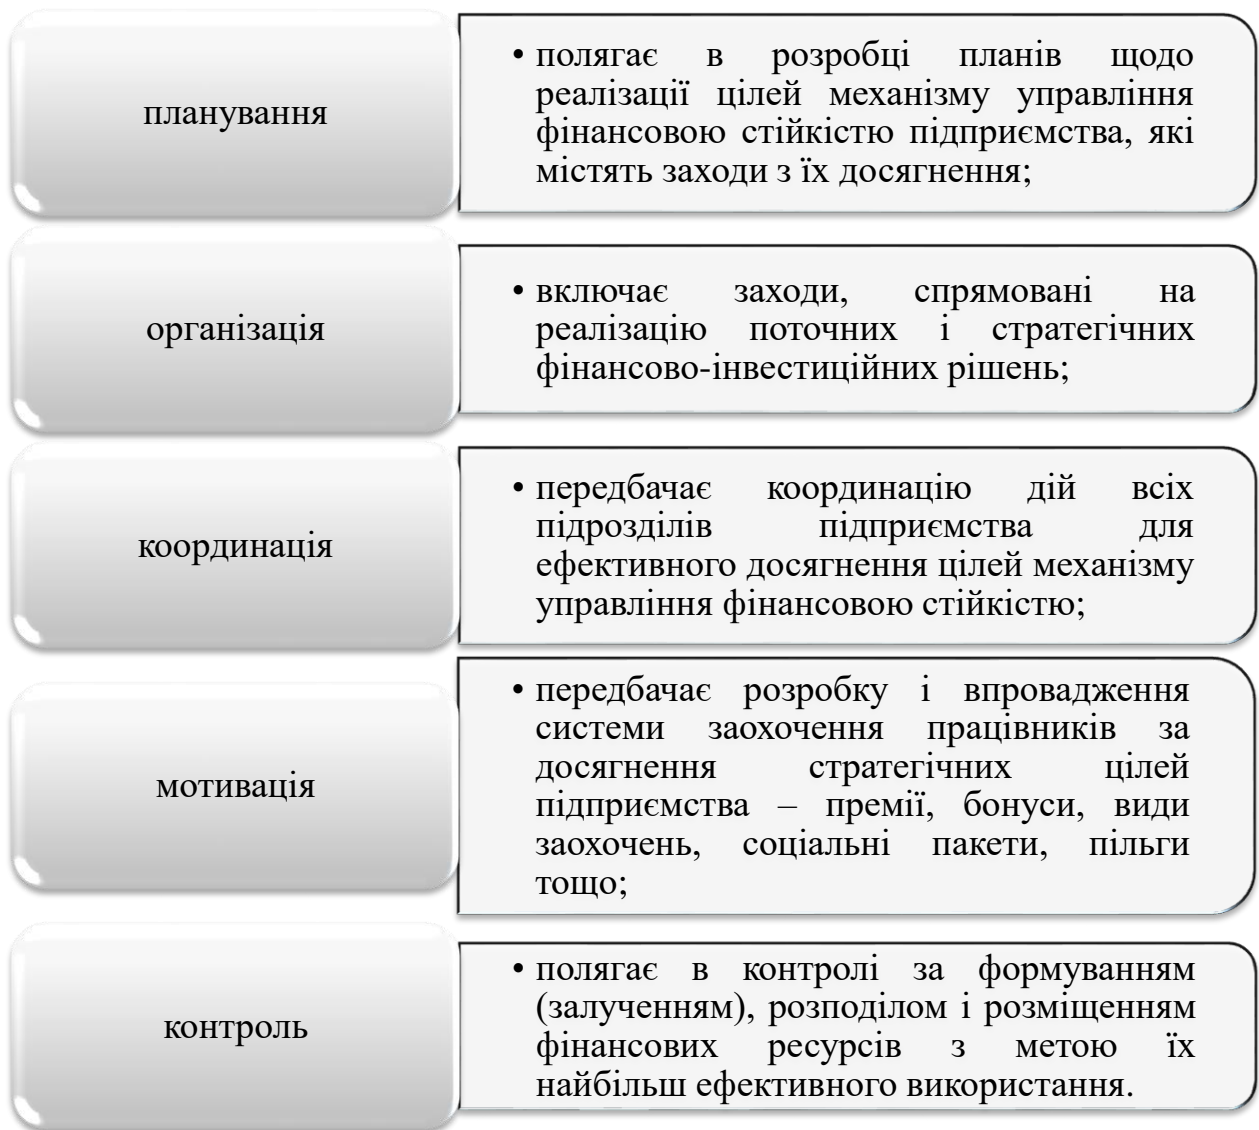 планування
• полягає в розробці планів щодо
реалізації цілей механізму управління
фінансовою стійкістю підприємства, які
містять заходи з їх досягнення;
організація
• включає заходи, спрямовані на
реалізацію поточних і стратегічних
фінансово-інвестиційних рішень;
координація
• передбачає координацію дій всіх
підрозділів підприємства для
ефективного досягнення цілей механізму
управління фінансовою стійкістю;
мотивація
• передбачає розробку і впровадження
системи заохочення працівників за
досягнення стратегічних цілей
підприємства – премії, бонуси, види
заохочень, соціальні пакети, пільги
тощо;
контроль
• полягає в контролі за формуванням
(залученням), розподілом і розміщенням
фінансових ресурсів з метою їх
найбільш ефективного використання.